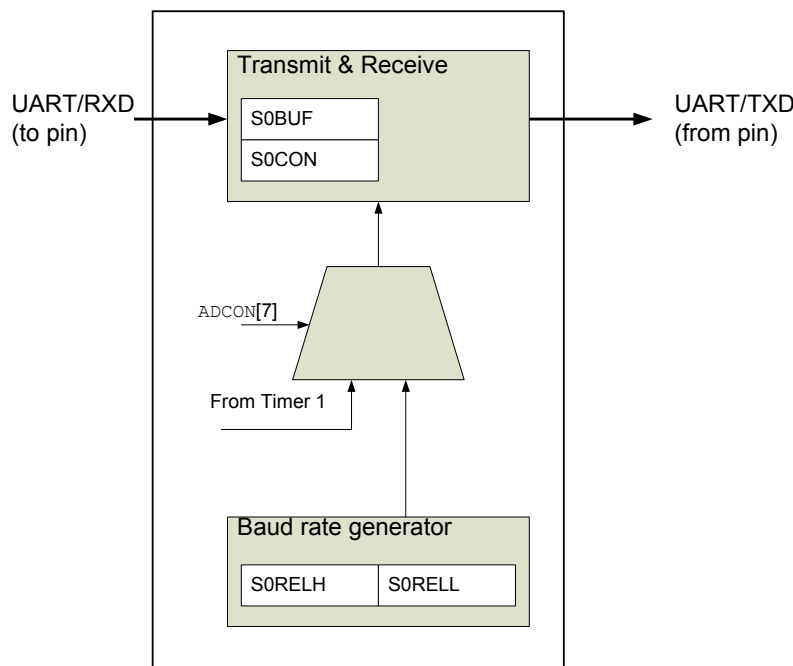 Transmit & Receive
UART/RXD
(to pin)
S0BUF
S0CON
UART/TXD
(from pin)
ADCON[7]
From Timer 1
Baud rate generator
S0RELH
S0RELL